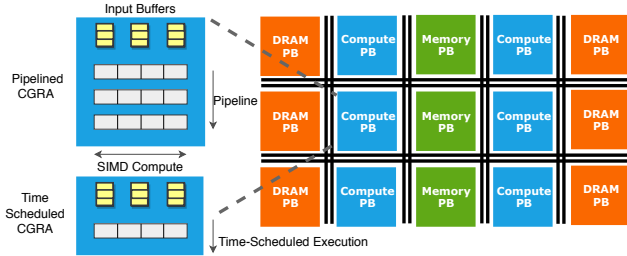 Input Buffers
Pipelined
CGRA
Pipeline
SIMD Compute
Time
Scheduled
CGRA
Time-Scheduled Execution
DRAM
PB
Compute
PB
Memory
PB
Compute
PB
DRAM
PB
DRAM
PB
Compute
PB
Memory
PB
Compute
PB
DRAM
PB
DRAM
PB
Compute
PB
Memory
PB
Compute
PB
DRAM
PB